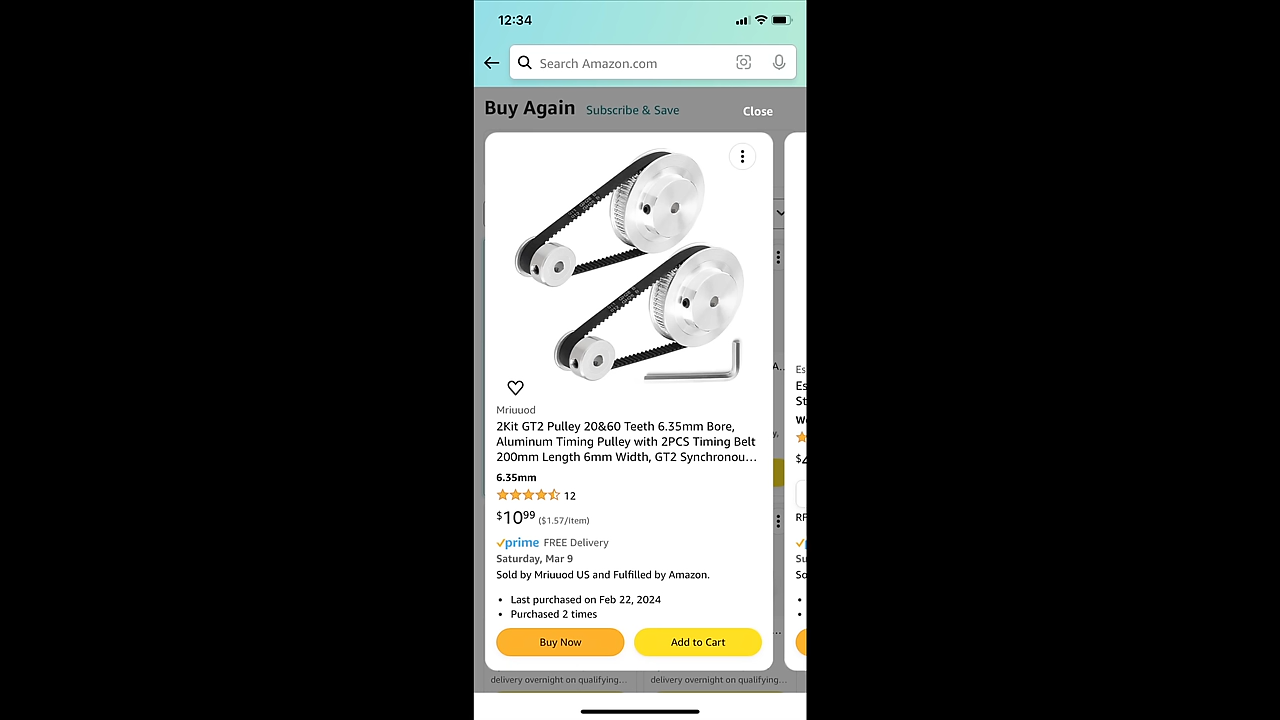 12:34
Search Amazon.com
Buy Again Subscribe & Save Close
Mriuuod
2Kit GT2 Pulley 20&60 Teeth 6.35mm Bore,
Aluminum Timing Pulley with 2PCS Timing Belt
200mm Length 6mm Width, GT2 Synchronou...
6.35mm
12
$10.99 ($1.57/item)
prime FREE Delivery
Saturday, Mar 9
Sold by Mriuuod US and Fulfilled by Amazon.
• Last purchased on Feb 22, 2024
• Purchased 2 times
Buy Now Add to Cart
delivery overnight on qualifying... delivery overnight on qualifying...